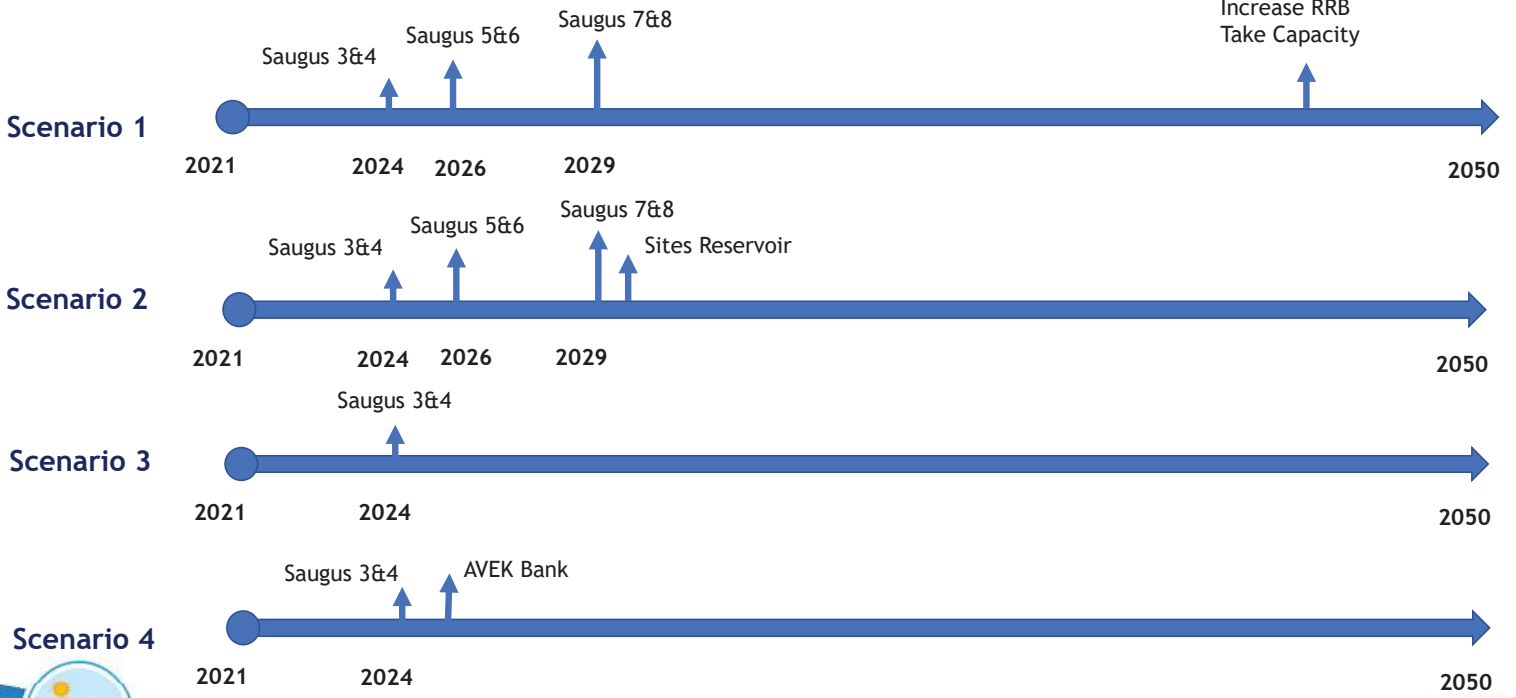 Increase RRB
Take Capacity
Saugus 3&4
Saugus 5&6
Saugus 7&8
Scenario 1
2021
2024
2026
2029
2050
Saugus 3&4
Saugus 5&6
Saugus 7&8
Sites Reservoir
Scenario 2
2021
2024
2026
2029
2050
Saugus 3&4
Scenario 3
2021
2024
2050
Saugus 3&4
AVEK Bank
Scenario 4
2021
2024
2050